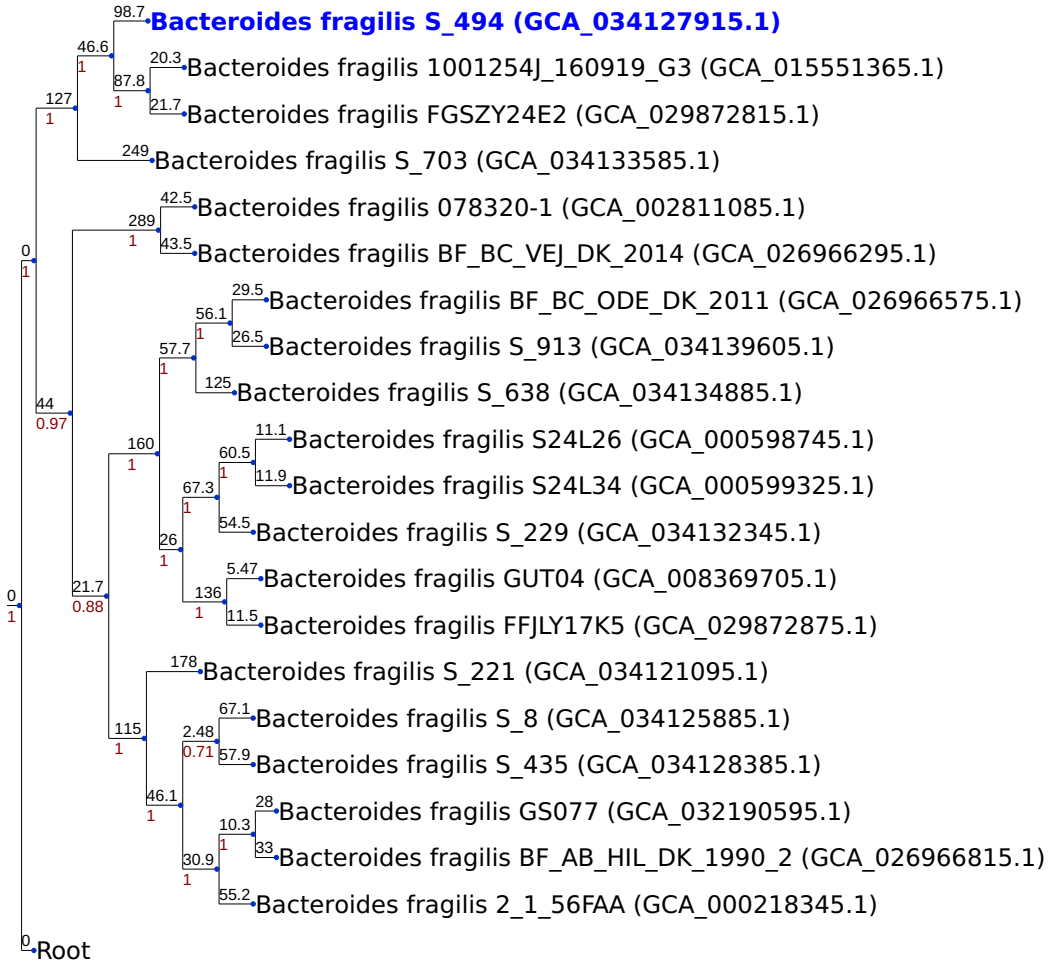 98.7 Bacteroides fragilis S_494 (GCA_034127915.1)
46.6
1
20.3 Bacteroides fragilis 1001254J_160919_G3 (GCA_015551365.1)
87.8
1
127
1
21.7 Bacteroides fragilis FGSZY24E2 (GCA_029872815.1)
249 Bacteroides fragilis S_703 (GCA_034133585.1)
42.5 Bacteroides fragilis 078320-1 (GCA_002811085.1)
289
1
43.5 Bacteroides fragilis BF_BC_VEJ_DK_2014 (GCA_026966295.1)
0
1
29.5 Bacteroides fragilis BF_BC_ODE_DK_2011 (GCA_026966575.1)
56.1
1
26.5 Bacteroides fragilis S_913 (GCA_034139605.1)
57.7
1
125 Bacteroides fragilis S_638 (GCA_034134885.1)
44
0.97
11.1 Bacteroides fragilis S24L26 (GCA_000598745.1)
160
1
60.5
1
11.9 Bacteroides fragilis S24L34 (GCA_000599325.1)
67.3
1
54.5 Bacteroides fragilis S_229 (GCA_034132345.1)
26
1
5.47 Bacteroides fragilis GUT04 (GCA_008369705.1)
0
1
21.7
0.88
136
1
11.5 Bacteroides fragilis FFJLY17K5 (GCA_029872875.1)
178 Bacteroides fragilis S_221 (GCA_034121095.1)
67.1 Bacteroides fragilis S_8 (GCA_034125885.1)
115
1
2.48
0.71
57.9 Bacteroides fragilis S_435 (GCA_034128385.1)
46.1
1
28 Bacteroides fragilis GS077 (GCA_032190595.1)
10.3
1
33 Bacteroides fragilis BF_AB_HIL_DK_1990_2 (GCA_026966815.1)
30.9
1
55.2 Bacteroides fragilis 2_1_56FAA (GCA_000218345.1)
0 Root